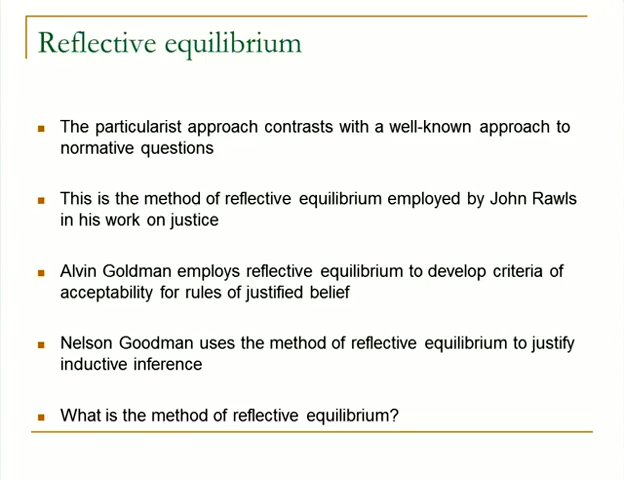 Reflective equilibrium
The particularist approach contrasts with a well-known approach to
normative questions
This is the method of reflective equilibrium employed by John Rawls
in his work on justice
Alvin Goldman employs reflective equilibrium to develop criteria of
acceptability for rules of justified belief
Nelson Goodman uses the method of reflective equilibrium to justify
inductive inference
What is the method of reflective equilibrium?